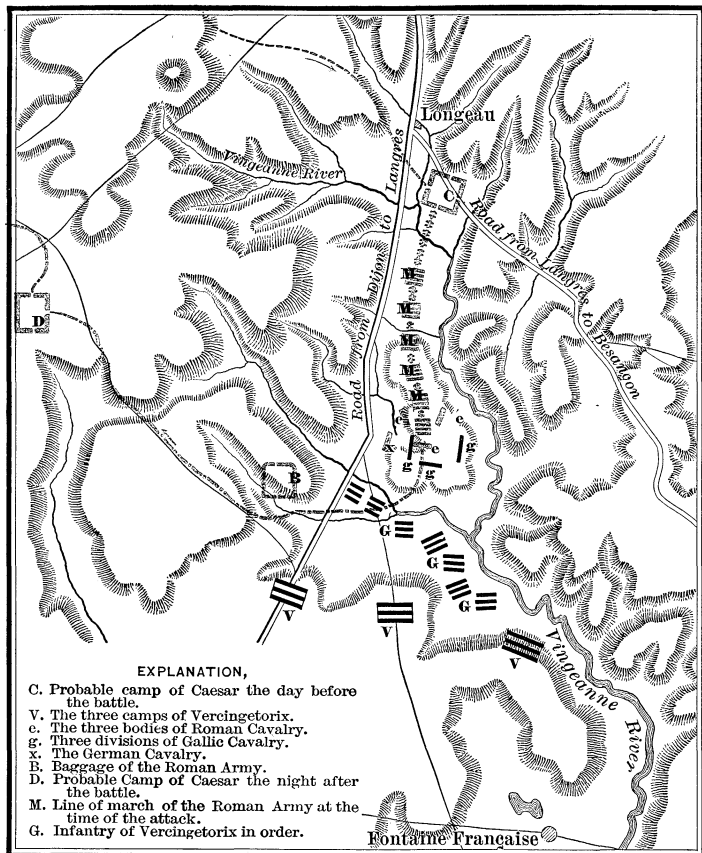 Longeau
Vingeanne River
Road from Dijon to Langres
C
Road from Langres to Besançon
M
D
M
M
M
M
e
e
x
e
g
g
g
B
G
G
G
V
V
V
Vingeanne River
EXPLANATION,
C. Probable camp of Caesar the day before
the battle.
V. The three camps of Vercingetorix.
e. The three bodies of Roman Cavalry.
g. Three divisions of Gallic Cavalry.
x. The German Cavalry.
B. Baggage of the Roman Army.
D. Probable Camp of Caesar the night after
the battle.
M. Line of march of the Roman Army at the
time of the attack.
G. Infantry of Vercingetorix in order.
Fontaine Française